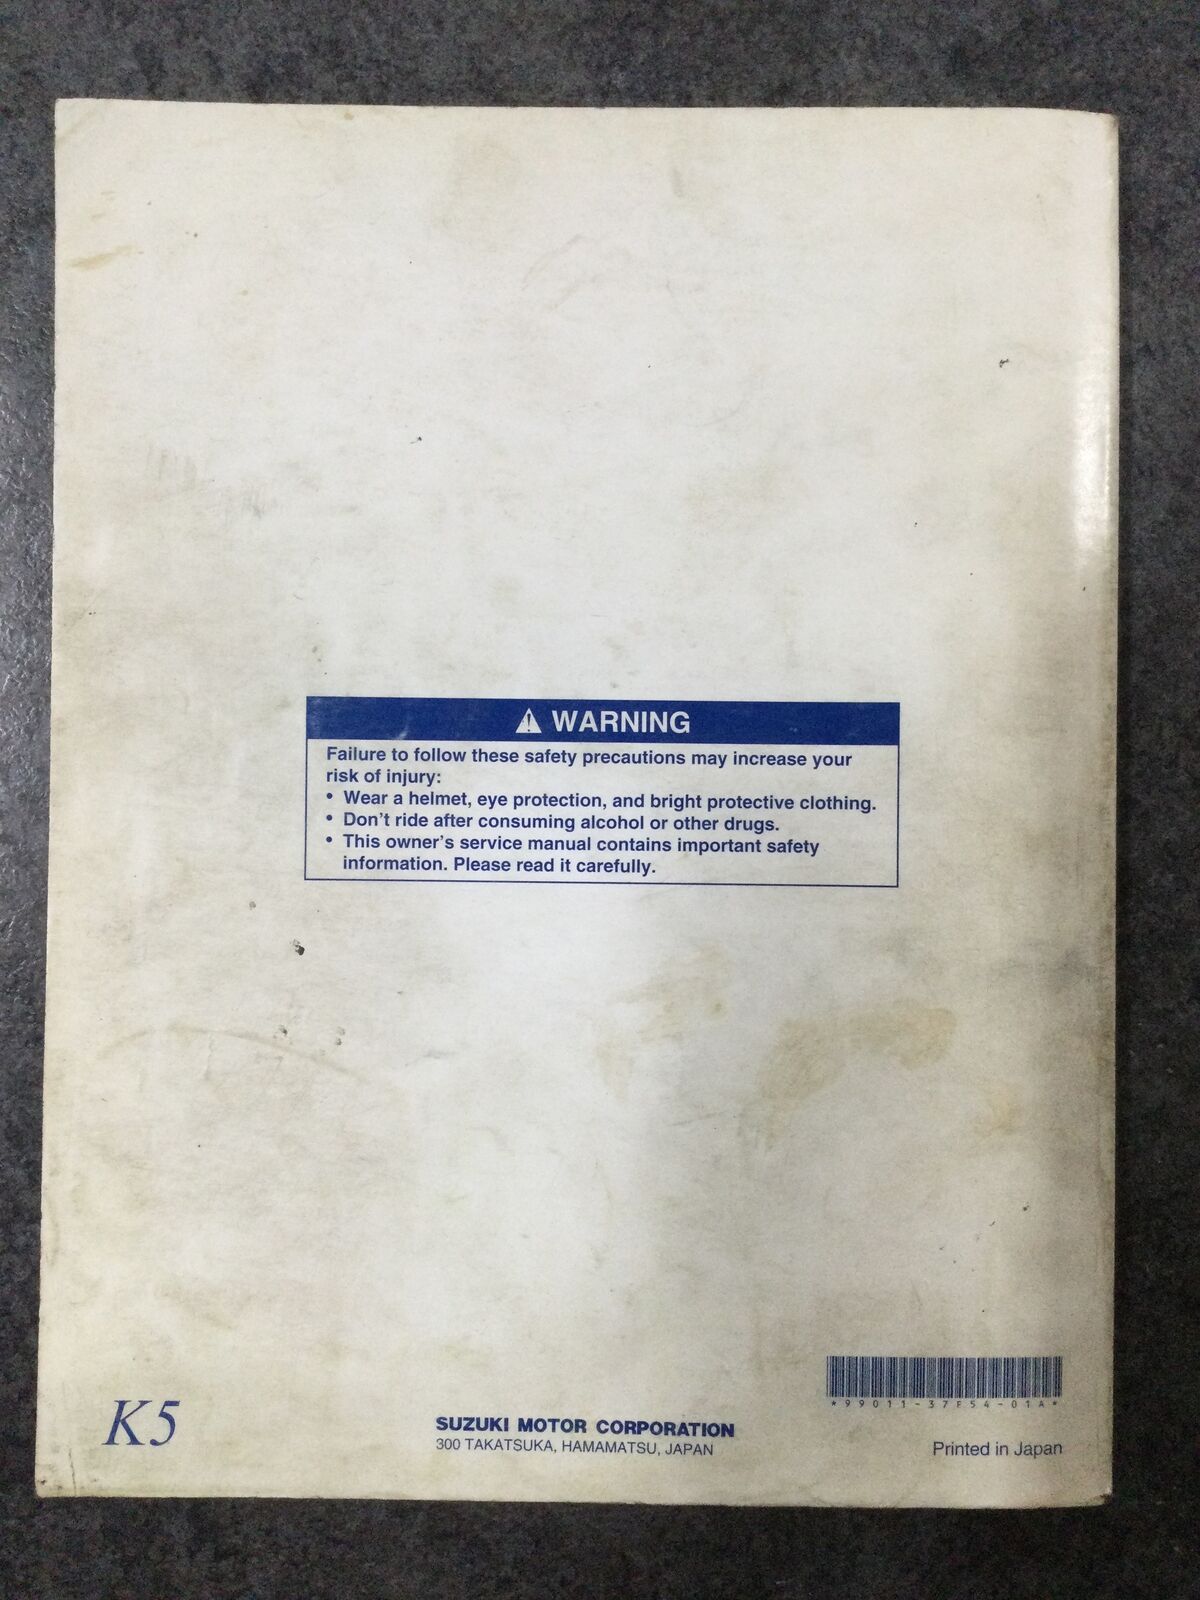 ⚠ WARNING
Failure to follow these safety precautions may increase your
risk of injury:
• Wear a helmet, eye protection, and bright protective clothing.
• Don't ride after consuming alcohol or other drugs.
• This owner's service manual contains important safety
information. Please read it carefully.
*99011-37F54-01A*
K5
SUZUKI MOTOR CORPORATION
300 TAKATSUKA, HAMAMATSU, JAPAN
Printed in Japan